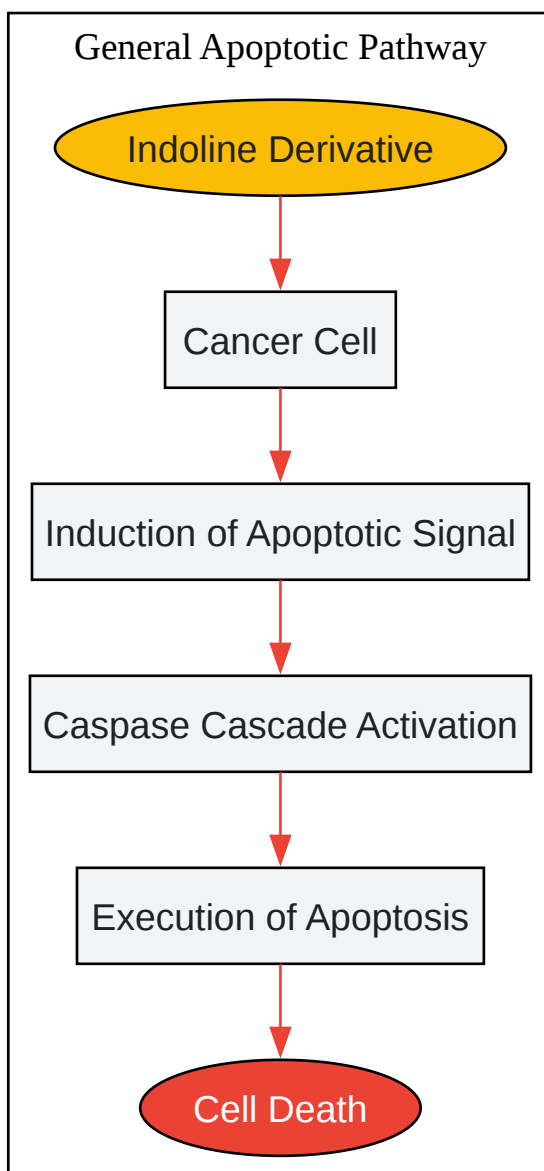 General Apoptotic Pathway
Indoline Derivative
Cancer Cell
Induction of Apoptotic Signal
Caspase Cascade Activation
Execution of Apoptosis
Cell Death